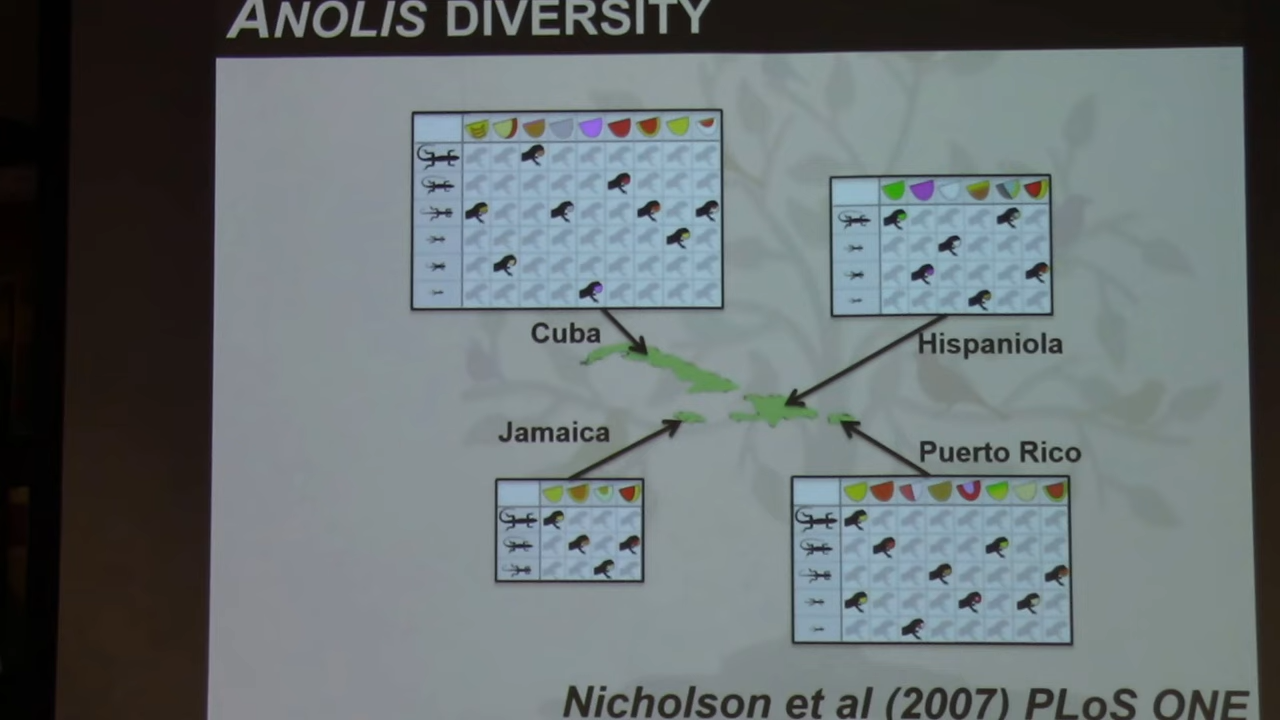 ANOLIS DIVERSITY
Cuba
Hispaniola
Jamaica
Puerto Rico
Nicholson et al (2007) PLoS ONE